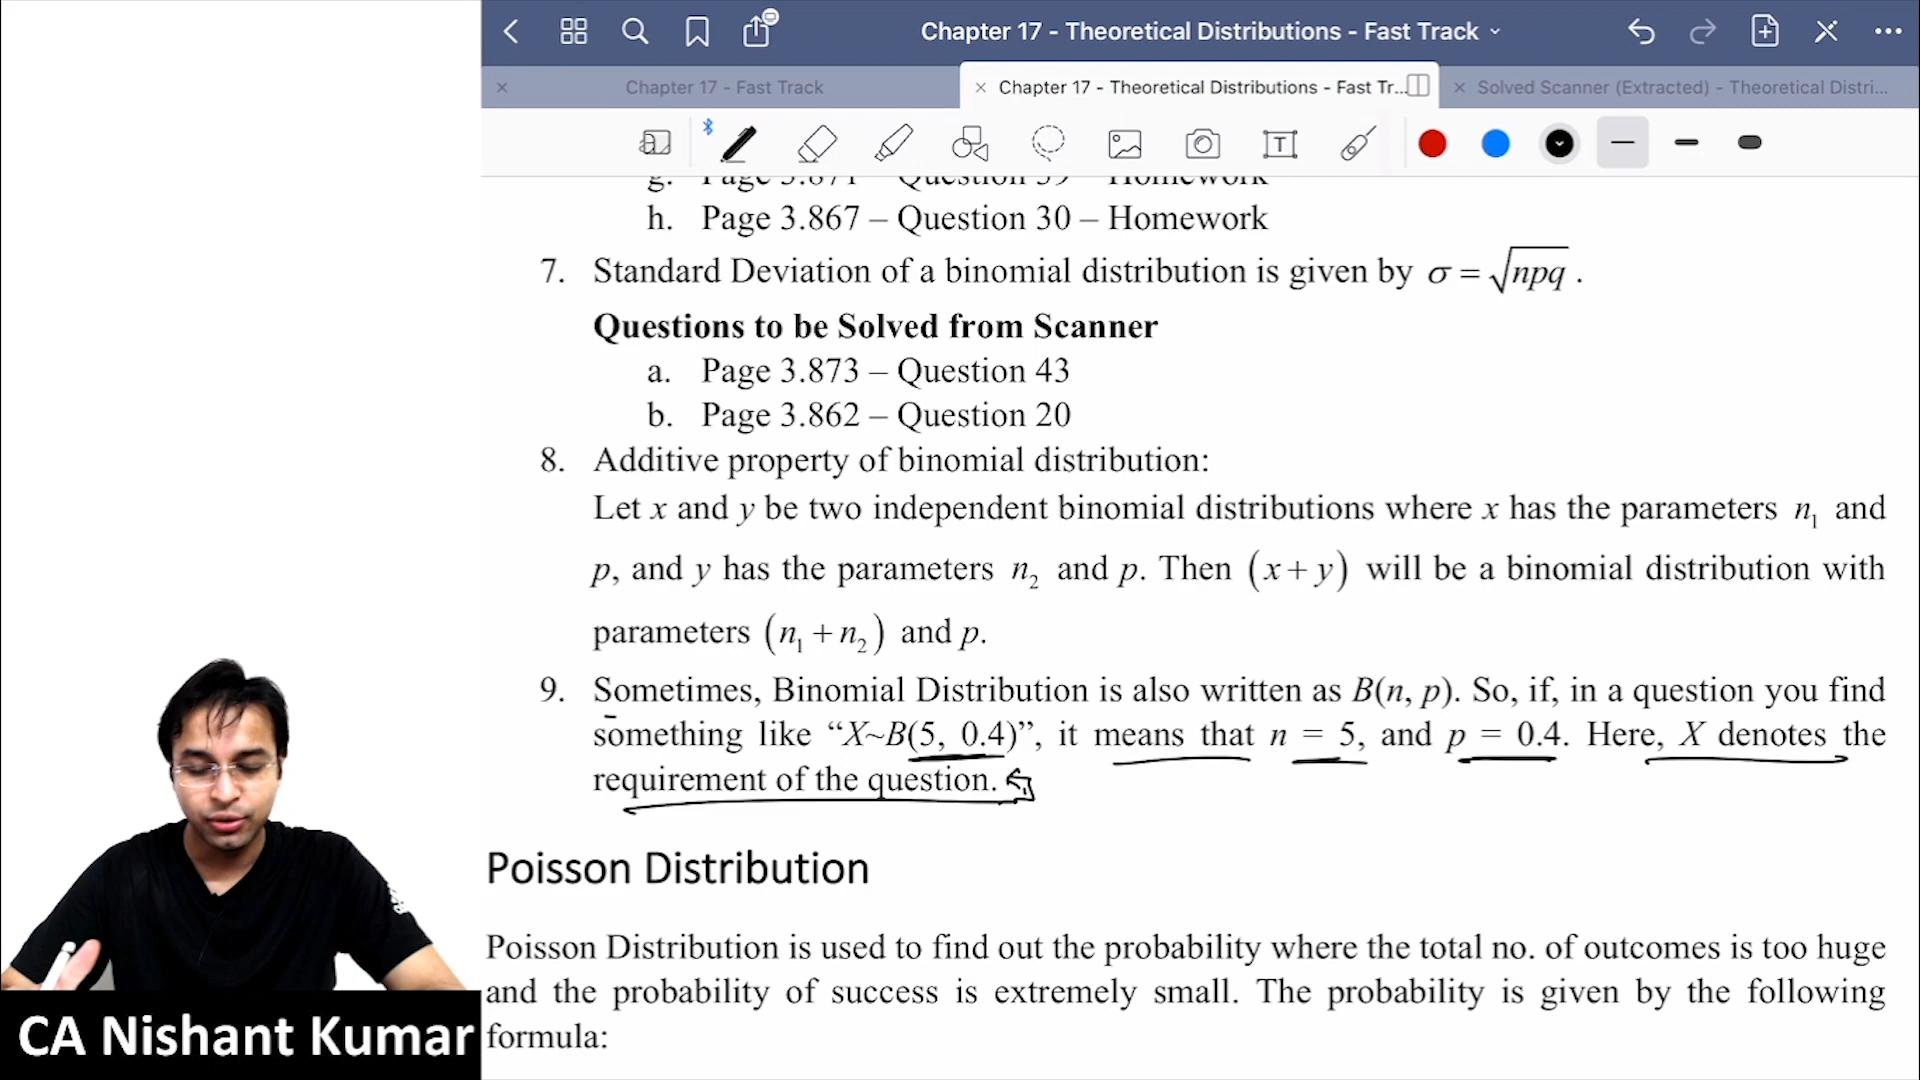 Chapter 17 - Theoretical Distributions - Fast Track
Chapter 17 - Fast Track
Chapter 17 - Theoretical Distributions - Fast Tr...
Solved Scanner (Extracted) - Theoretical Distri...
g. Page 3.871 – Question 39 – Homework
h. Page 3.867 – Question 30 – Homework
7. Standard Deviation of a binomial distribution is given by σ = √npq .
Questions to be Solved from Scanner
a. Page 3.873 – Question 43
b. Page 3.862 – Question 20
8. Additive property of binomial distribution:
Let x and y be two independent binomial distributions where x has the parameters n₁ and
p, and y has the parameters n₂ and p. Then (x+y) will be a binomial distribution with
parameters (n₁ + n₂) and p.
9. Sometimes, Binomial Distribution is also written as B(n, p). So, if, in a question you find
something like “X~B(5, 0.4)”, it means that n = 5, and p = 0.4. Here, X denotes the
requirement of the question.
Poisson Distribution
Poisson Distribution is used to find out the probability where the total no. of outcomes is too huge
and the probability of success is extremely small. The probability is given by the following
formula:
CA Nishant Kumar